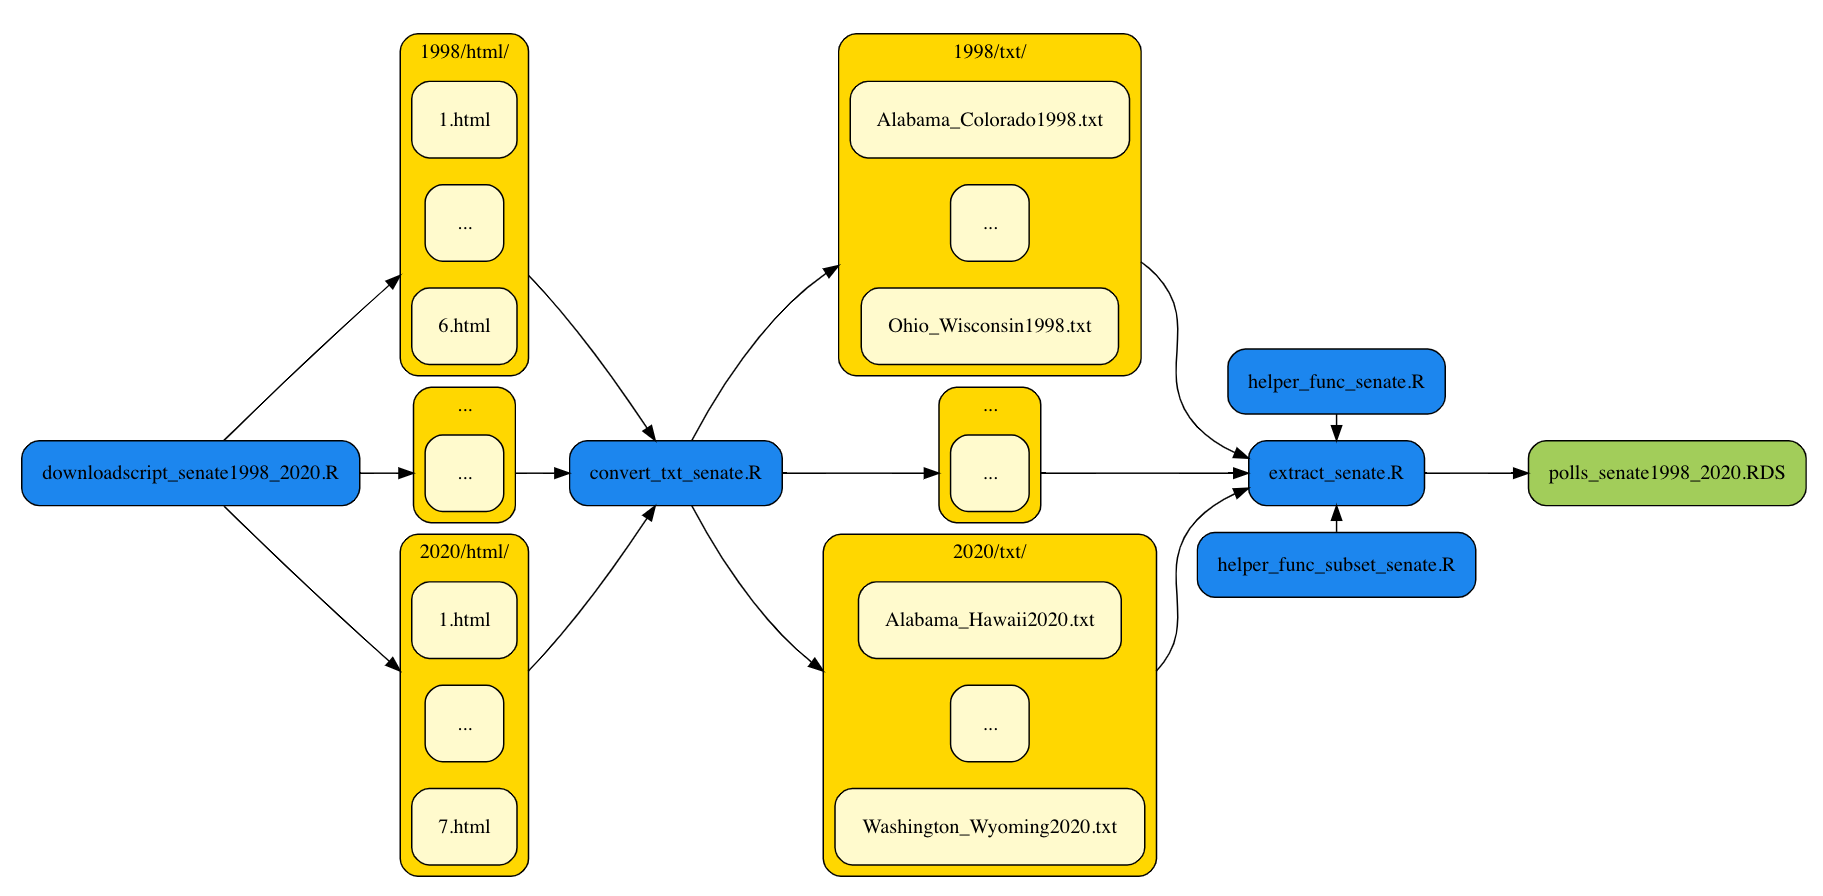 downloadscript_senate1998_2020.R
1998/html/
1.html
...
6.html
...
...
2020/html/
1.html
...
7.html
convert_txt_senate.R
1998/txt/
Alabama_Colorado1998.txt
...
Ohio_Wisconsin1998.txt
...
...
2020/txt/
Alabama_Hawaii2020.txt
...
Washington_Wyoming2020.txt
helper_func_senate.R
extract_senate.R
helper_func_subset_senate.R
polls_senate1998_2020.RDS